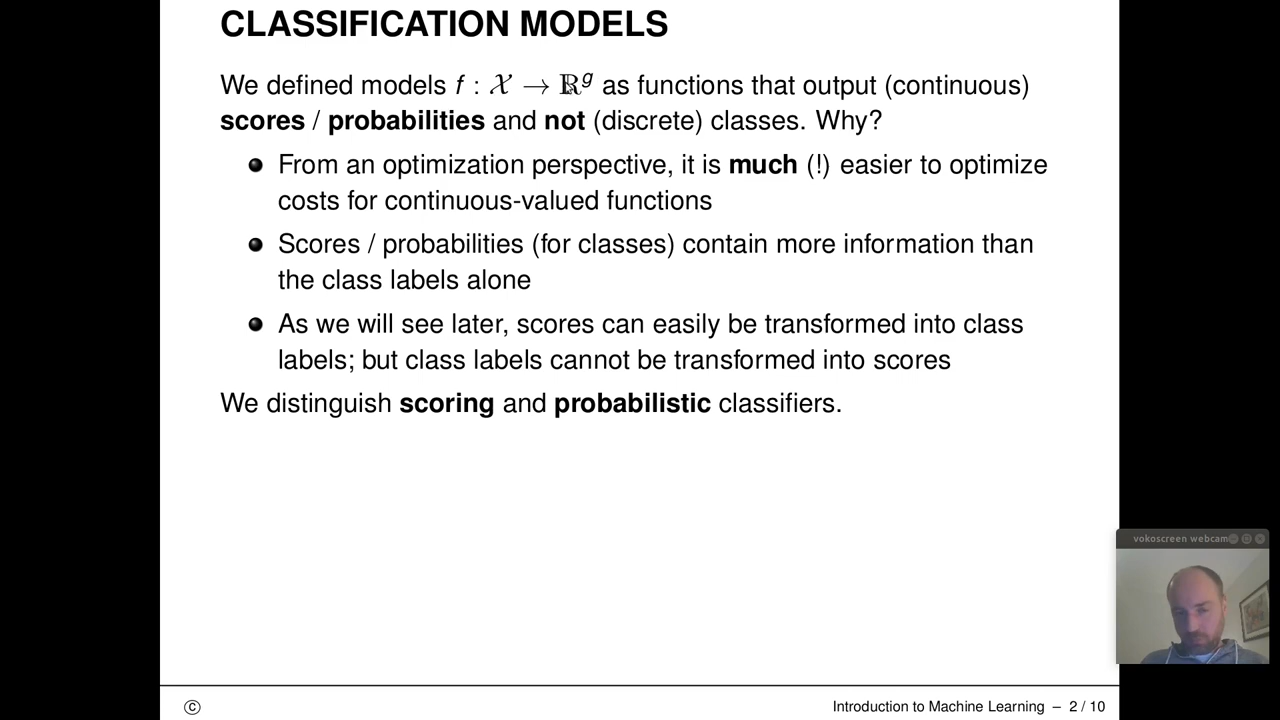 CLASSIFICATION MODELS
We defined models f : 𝒳 → ℝ^g as functions that output (continuous)
scores / probabilities and not (discrete) classes. Why?
From an optimization perspective, it is much (!) easier to optimize
costs for continuous-valued functions
Scores / probabilities (for classes) contain more information than
the class labels alone
As we will see later, scores can easily be transformed into class
labels; but class labels cannot be transformed into scores
We distinguish scoring and probabilistic classifiers.
vokoscreen webcam
© Introduction to Machine Learning – 2 / 10